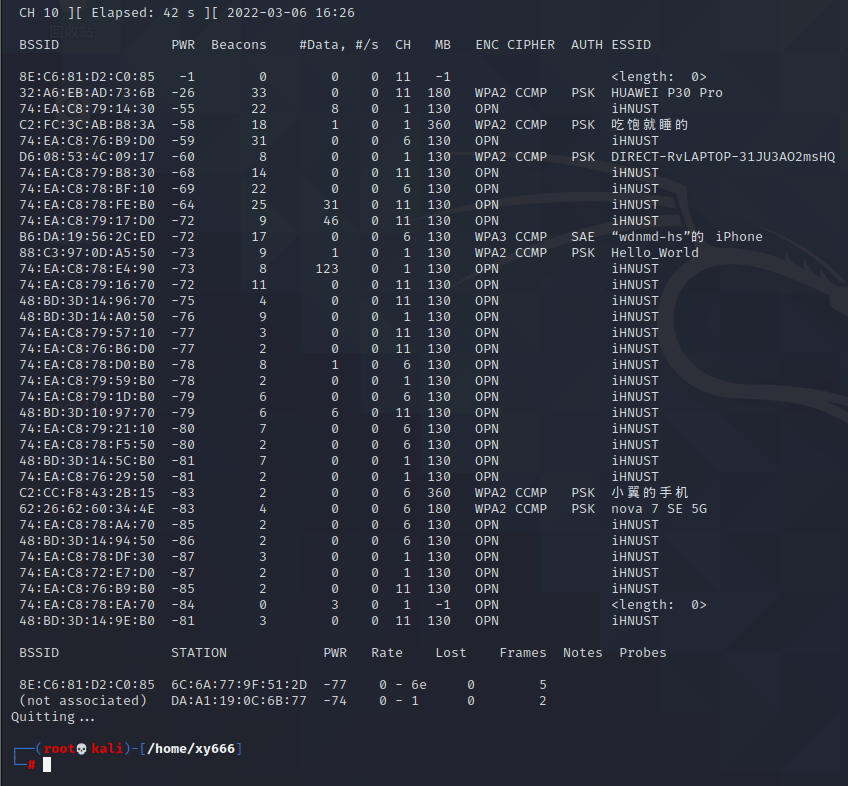 CH 10 ][ Elapsed: 42 s ][ 2022-03-06 16:26
BSSID PWR Beacons #Data, #/s CH MB ENC CIPHER AUTH ESSID
8E:C6:81:D2:C0:85 -1 0 0 0 11 -1 <length: 0>
32:A6:EB:AD:73:6B -26 33 0 0 11 180 WPA2 CCMP PSK HUAWEI P30 Pro
74:EA:C8:79:14:30 -55 22 8 0 1 130 OPN iHNUST
C2:FC:3C:AB:B8:3A -58 18 1 0 1 360 WPA2 CCMP PSK 吃饱就睡的
74:EA:C8:76:B9:D0 -59 31 0 0 6 130 OPN iHNUST
D6:08:53:4C:09:17 -60 8 0 0 1 130 WPA2 CCMP PSK DIRECT-RvLAPTOP-31JU3AO2msHQ
74:EA:C8:79:B8:30 -68 14 0 0 11 130 OPN iHNUST
74:EA:C8:78:BF:10 -69 22 0 0 6 130 OPN iHNUST
74:EA:C8:78:FE:B0 -64 25 31 0 11 130 OPN iHNUST
74:EA:C8:79:17:D0 -72 9 46 0 11 130 OPN iHNUST
B6:DA:19:56:2C:ED -72 17 0 0 6 130 WPA3 CCMP SAE “wdnmd-hs”的 iPhone
88:C3:97:0D:A5:50 -73 9 1 0 1 130 WPA2 CCMP PSK Hello_World
74:EA:C8:78:E4:90 -73 8 123 0 1 130 OPN iHNUST
74:EA:C8:79:16:70 -72 11 0 0 11 130 OPN iHNUST
48:BD:3D:14:96:70 -75 4 0 0 11 130 OPN iHNUST
48:BD:3D:14:A0:50 -76 9 0 0 1 130 OPN iHNUST
74:EA:C8:79:57:10 -77 3 0 0 11 130 OPN iHNUST
74:EA:C8:76:B6:D0 -77 2 0 0 11 130 OPN iHNUST
74:EA:C8:78:D0:B0 -78 8 1 0 6 130 OPN iHNUST
74:EA:C8:79:59:B0 -78 2 0 0 1 130 OPN iHNUST
74:EA:C8:79:1D:B0 -79 6 0 0 6 130 OPN iHNUST
48:BD:3D:10:97:70 -79 6 6 0 11 130 OPN iHNUST
74:EA:C8:79:21:10 -80 7 0 0 6 130 OPN iHNUST
74:EA:C8:78:F5:50 -80 2 0 0 6 130 OPN iHNUST
48:BD:3D:14:5C:B0 -81 7 0 0 1 130 OPN iHNUST
74:EA:C8:76:29:50 -81 2 0 0 1 130 OPN iHNUST
C2:CC:F8:43:2B:15 -83 2 0 0 6 360 WPA2 CCMP PSK 小翼的手机
62:26:62:60:34:4E -83 4 0 0 6 180 WPA2 CCMP PSK nova 7 SE 5G
74:EA:C8:78:A4:70 -85 2 0 0 6 130 OPN iHNUST
48:BD:3D:14:94:50 -86 2 0 0 6 130 OPN iHNUST
74:EA:C8:78:DF:30 -87 3 0 0 1 130 OPN iHNUST
74:EA:C8:72:E7:D0 -87 2 0 0 1 130 OPN iHNUST
74:EA:C8:76:B9:B0 -85 2 0 0 11 130 OPN iHNUST
74:EA:C8:78:EA:70 -84 0 3 0 1 -1 OPN <length: 0>
48:BD:3D:14:9E:B0 -81 3 0 0 11 130 OPN iHNUST
BSSID STATION PWR Rate Lost Frames Notes Probes
8E:C6:81:D2:C0:85 6C:6A:77:9F:51:2D -77 0 - 6e 0 5
(not associated) DA:A1:19:0C:6B:77 -74 0 - 1 0 2
Quitting...
┌──(root💀kali)-[/home/xy666]
└─#